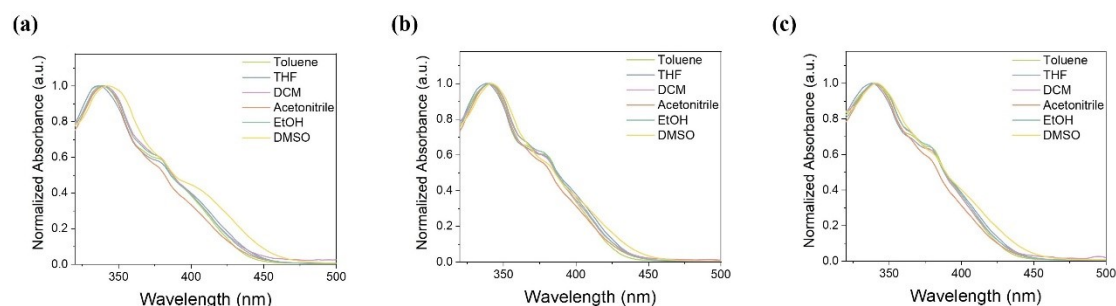 (a)
Normalized Absorbance (a.u.)
1.0
0.8
0.6
0.4
0.2
0.0
350
400
450
500
Wavelength (nm)
Toluene
THF
DCM
Acetonitrile
EtOH
DMSO
(b)
Normalized Absorbance (a.u.)
1.0
0.8
0.6
0.4
0.2
0.0
350
400
450
500
Wavelength (nm)
Toluene
THF
DCM
Acetonitrile
EtOH
DMSO
(c)
Normalized Absorbance (a.u.)
1.0
0.8
0.6
0.4
0.2
0.0
350
400
450
500
Wavelength (nm)
Toluene
THF
DCM
Acetonitrile
EtOH
DMSO